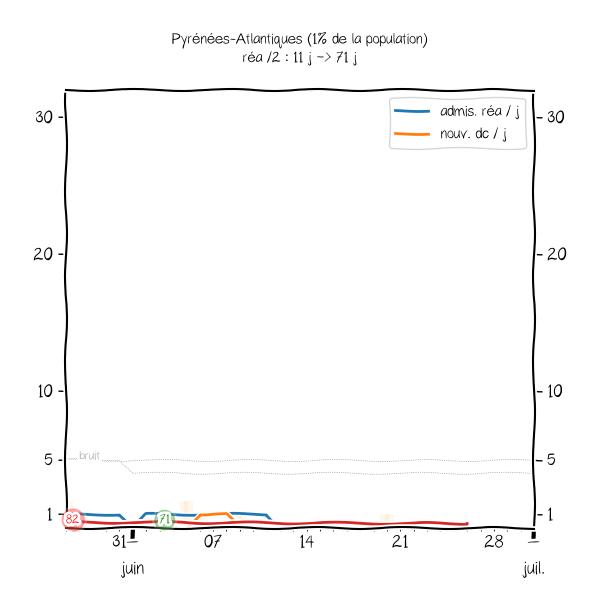 Pyrénées-Atlantiques (1% de la population)
réa /2 : 11 j -> 71 j
admis. réa / j
nouv. dc / j
30
30
20
20
10
10
5
bruit
5
1
82
71
1
31
07
14
21
28
juin
juil.